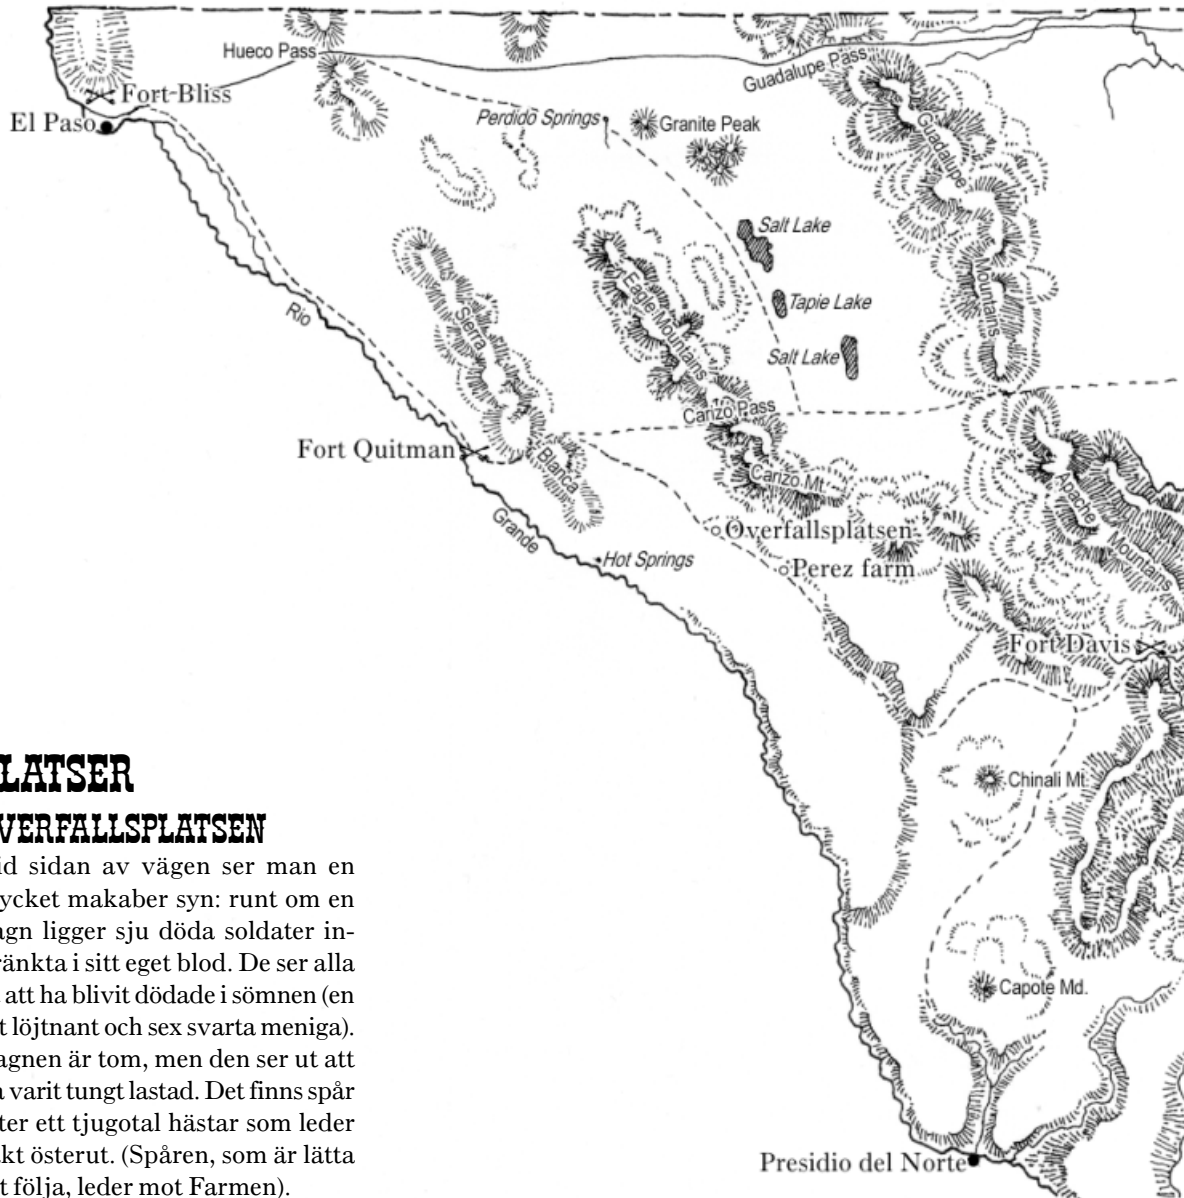 Hueco Pass
Guadalupe Pass
Fort Bliss
El Paso
Perdido Springs
Granite Peak
Guadalupe
Mountains
Salt Lake
Tapie Lake
Salt Lake
Eagle Mountains
Sierra
Blanca
Rio
Grande
Carizo Pass
Fort Quitman
Carizo Mt.
Apache
Mountains
Överfallsplatsen
Hot Springs
Perez farm
Fort Davis
Chinali Mt.
Capote Md.
Presidio del Norte
LATSER
VERFALLSPLATSEN
id sidan av vägen ser man en
ycket makaber syn: runt om en
agn ligger sju döda soldater in-
ränkta i sitt eget blod. De ser alla
att ha blivit dödade i sömnen (en
t löjtnant och sex svarta meniga).
agnen är tom, men den ser ut att
a varit tungt lastad. Det finns spår
ter ett tjugotal hästar som leder
kt österut. (Spåren, som är lätta
t följa, leder mot Farmen).